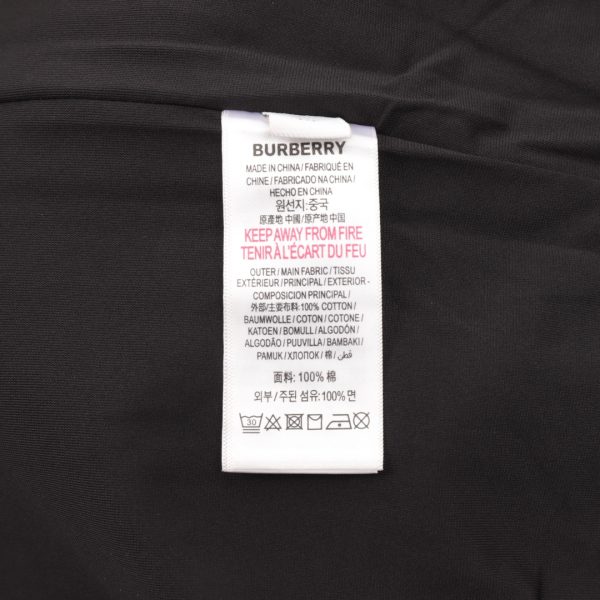 BURBERRY
MADE IN CHINA / FABRIQUÉ EN
CHINE / FABRICADO NA CHINA /
HECHO EN CHINA
원선지:중국
原產地 中國/原产地 中国
KEEP AWAY FROM FIRE
TENIR À L'ÉCART DU FEU
OUTER / MAIN FABRIC / TISSU
EXTÉRIEUR / PRINCIPAL / EXTERIOR -
COMPOSICION PRINCIPAL /
外部/主要布料:100% COTTON /
BAUMWOLLE / COTON / COTONE /
KATOEN / BOMULL / ALGODÓN /
ALGODÃO / PUUVILLA / BAMBAKI /
PAMUK / ХЛОПОК / 棉 / قطن
面料: 100% 棉
외부 / 주된 섬유: 100% 면
30